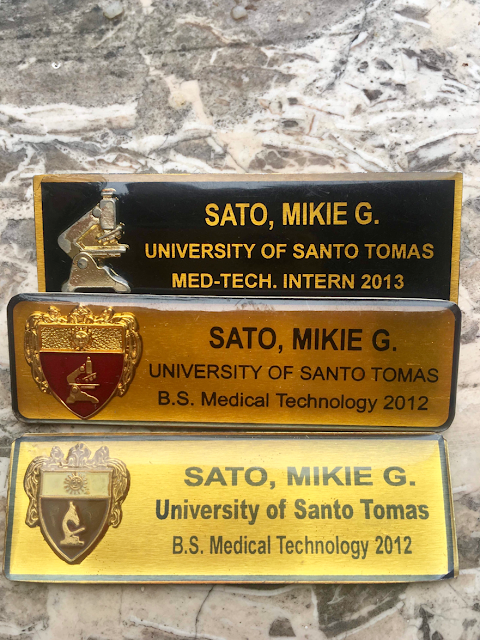 SATO, MIKIE G.
UNIVERSITY OF SANTO TOMAS
MED-TECH. INTERN 2013
SATO, MIKIE G.
UNIVERSITY OF SANTO TOMAS
B.S. Medical Technology 2012
SATO, MIKIE G.
University of Santo Tomas
B.S. Medical Technology 2012